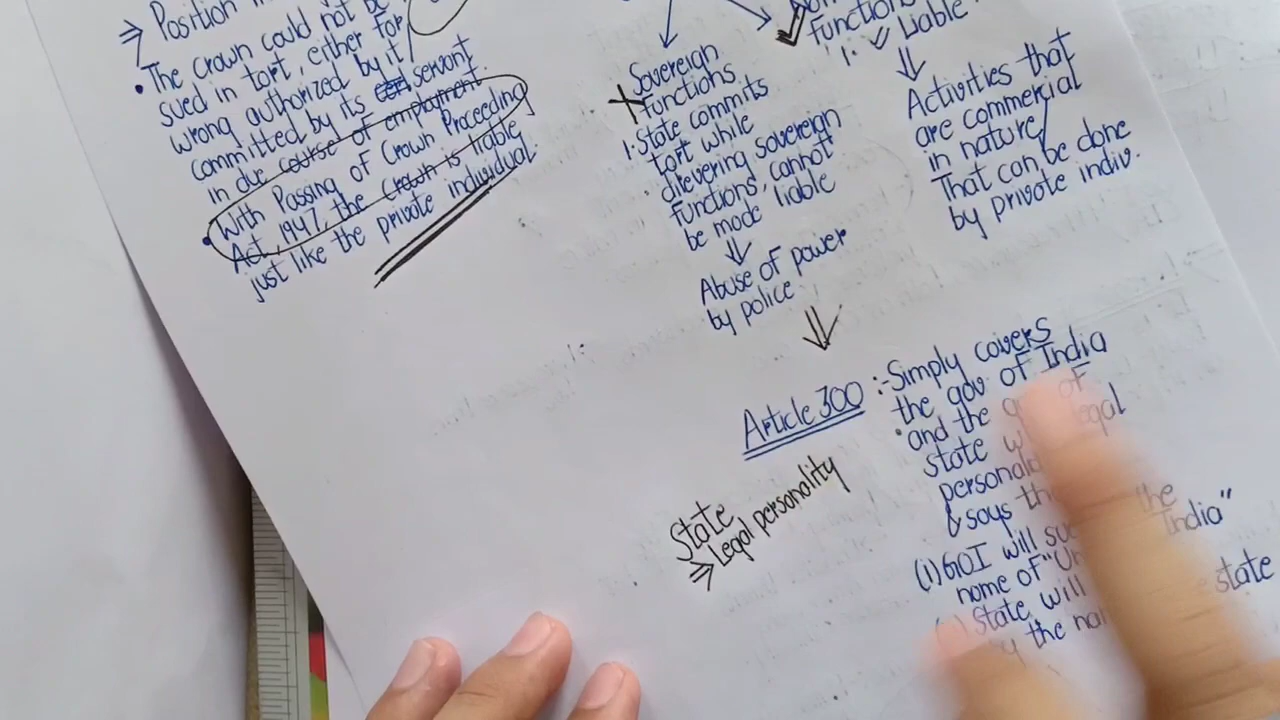 ⇒ Position in
• The Crown could not be
sued in tort, either for
wrong authorized by it
committed by its servant
in due course of employment.
• With Passing of Crown Proceeding
Act, 1947, the Crown is liable
just like the private individual.
Sovereign
functions
1. State commits
tort while
dilevering sovereign
functions, cannot
be made liable
Abuse of power
by police
Functions
1. Liable
Activities that
are commercial
in nature
That can be done
by private indiv.
Article 300 :- Simply covers
the gov of India
• and the of
State legal
& says
(1) GOI will
name of India"
State will state
the
State
⇒ Legal personality